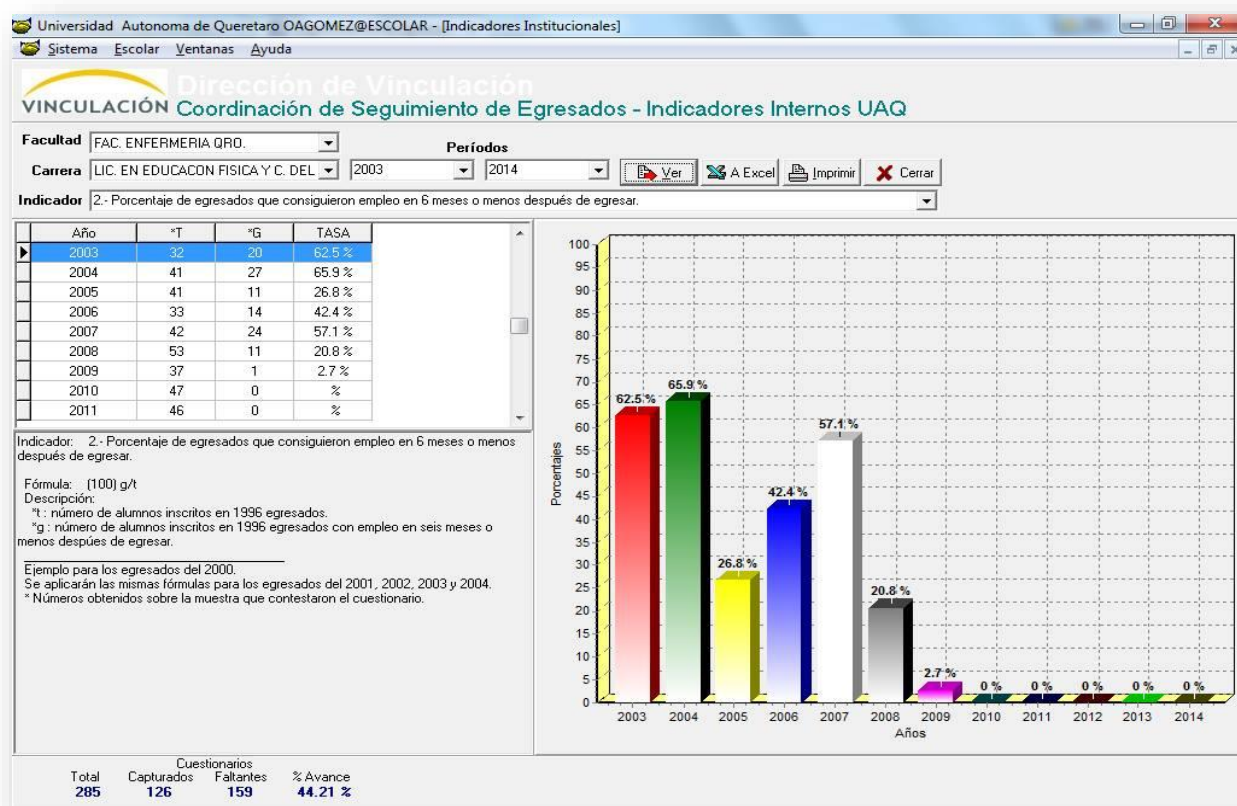 Universidad Autonoma de Queretaro OAGOMEZ@ESCOLAR - [Indicadores Institucionales]
Sistema Escolar Ventanas Ayuda
Dirección de Vinculación
VINCULACIÓN Coordinación de Seguimiento de Egresados - Indicadores Internos UAQ
Facultad FAC. ENFERMERIA QRO.
Períodos
Carrera LIC. EN EDUCACON FISICA Y C. DEL 2003 2014 Ver A Excel Imprimir Cerrar
Indicador 2.- Porcentaje de egresados que consiguieron empleo en 6 meses o menos después de egresar.
Año *T *G TASA
2003 32 20 62.5 %
2004 41 27 65.9 %
2005 41 11 26.8 %
2006 33 14 42.4 %
2007 42 24 57.1 %
2008 53 11 20.8 %
2009 37 1 2.7 %
2010 47 0 %
2011 46 0 %
Indicador: 2.- Porcentaje de egresados que consiguieron empleo en 6 meses o menos
después de egresar.
Fórmula: (100) g/t
Descripción:
*t : número de alumnos inscritos en 1996 egresados.
*g : número de alumnos inscritos en 1996 egresados con empleo en seis meses o
menos despúes de egresar.
Ejemplo para los egresados del 2000.
Se aplicarán las mismas fórmulas para los egresados del 2001, 2002, 2003 y 2004.
* Números obtenidos sobre la muestra que contestaron el cuestionario.
100
95
90
85
80
75
70
65
60
55
50
45
40
35
30
25
20
15
10
5
0
Porcentajes
62.5 %
65.9 %
26.8 %
42.4 %
57.1 %
20.8 %
2.7 %
0 %
0 %
0 %
0 %
0 %
2003 2004 2005 2006 2007 2008 2009 2010 2011 2012 2013 2014
Años
Cuestionarios
Total Capturados Faltantes % Avance
285 126 159 44.21 %